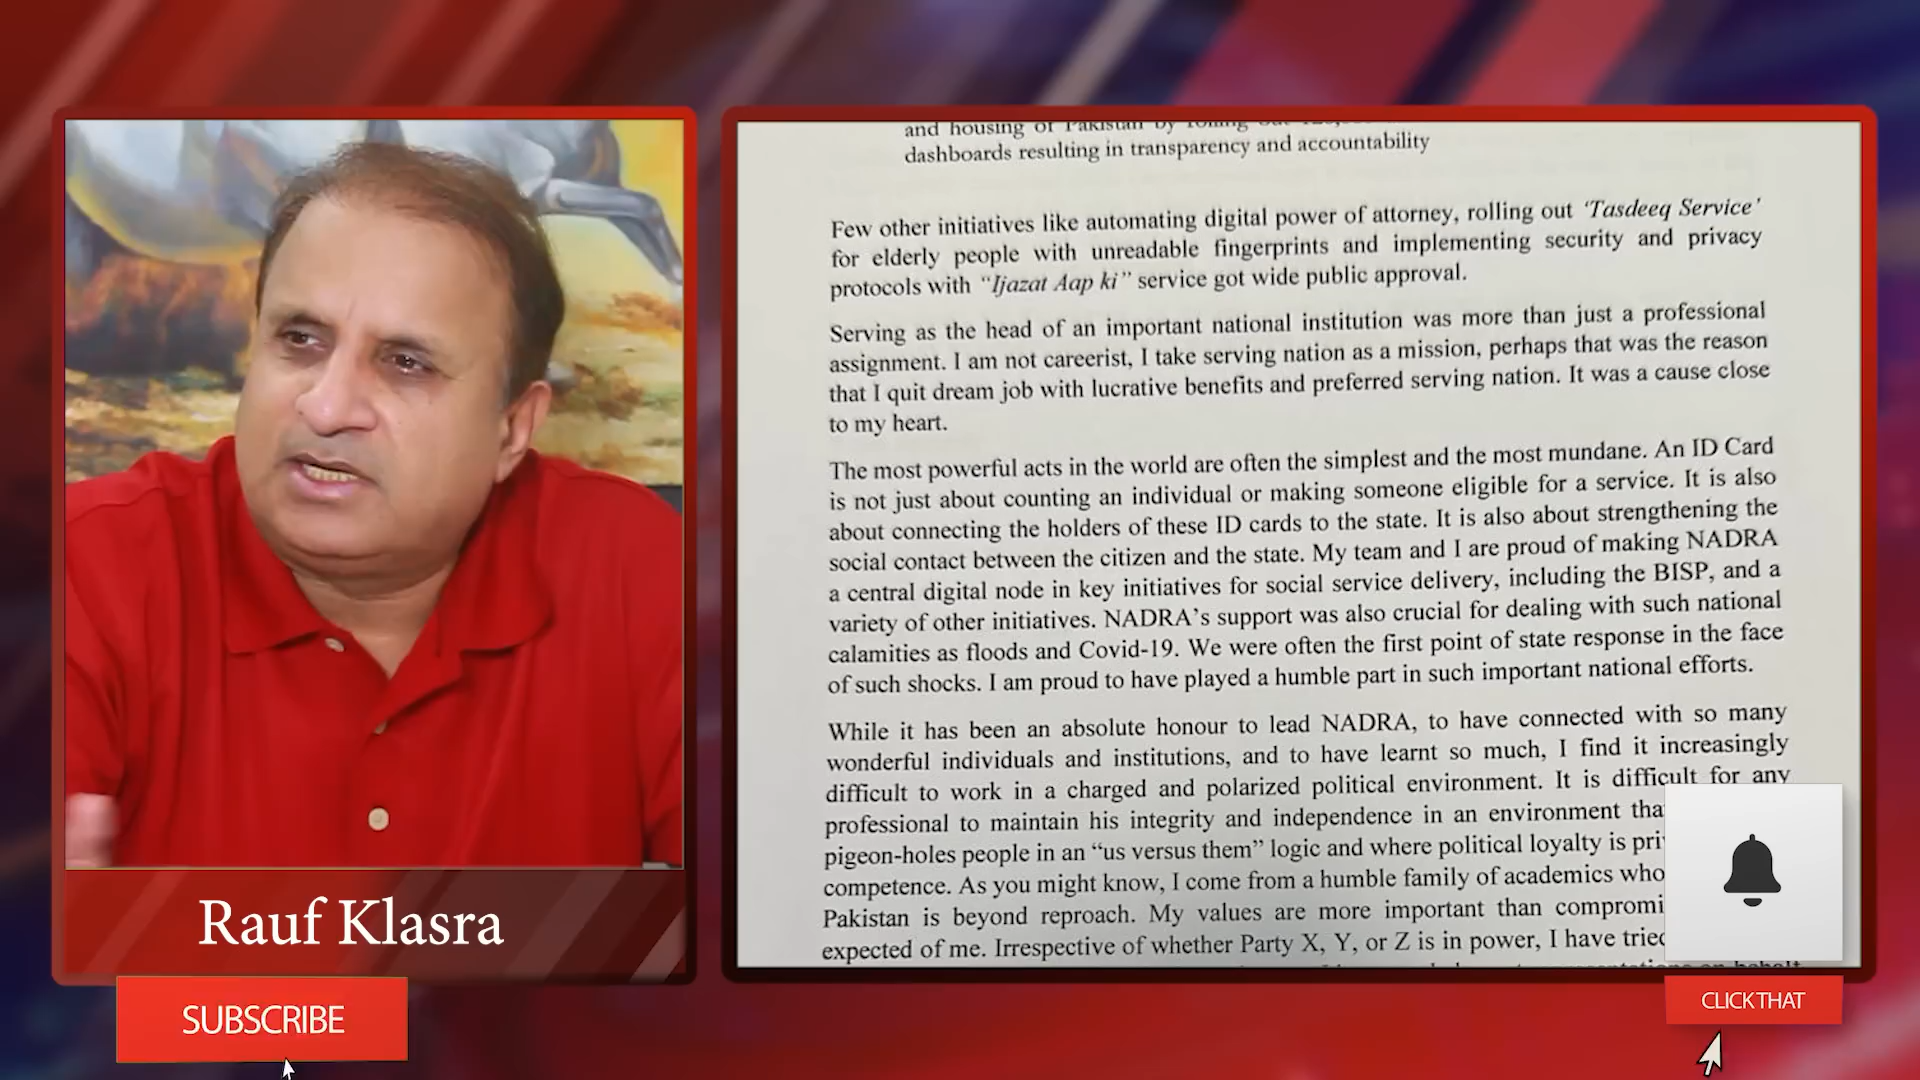 and housing of Pakistan by rolling out
dashboards resulting in transparency and accountability
Few other initiatives like automating digital power of attorney, rolling out ‘Tasdeeq Service’
for elderly people with unreadable fingerprints and implementing security and privacy
protocols with “Ijazat Aap ki” service got wide public approval.
Serving as the head of an important national institution was more than just a professional
assignment. I am not careerist, I take serving nation as a mission, perhaps that was the reason
that I quit dream job with lucrative benefits and preferred serving nation. It was a cause close
to my heart.
The most powerful acts in the world are often the simplest and the most mundane. An ID Card
is not just about counting an individual or making someone eligible for a service. It is also
about connecting the holders of these ID cards to the state. It is also about strengthening the
social contact between the citizen and the state. My team and I are proud of making NADRA
a central digital node in key initiatives for social service delivery, including the BISP, and a
variety of other initiatives. NADRA’s support was also crucial for dealing with such national
calamities as floods and Covid-19. We were often the first point of state response in the face
of such shocks. I am proud to have played a humble part in such important national efforts.
While it has been an absolute honour to lead NADRA, to have connected with so many
wonderful individuals and institutions, and to have learnt so much, I find it increasingly
difficult to work in a charged and polarized political environment. It is difficult for any
professional to maintain his integrity and independence in an environment tha
pigeon-holes people in an “us versus them” logic and where political loyalty is pri
competence. As you might know, I come from a humble family of academics who
Pakistan is beyond reproach. My values are more important than compromi
expected of me. Irrespective of whether Party X, Y, or Z is in power, I have tried
Rauf Klasra
SUBSCRIBE
CLICK THAT